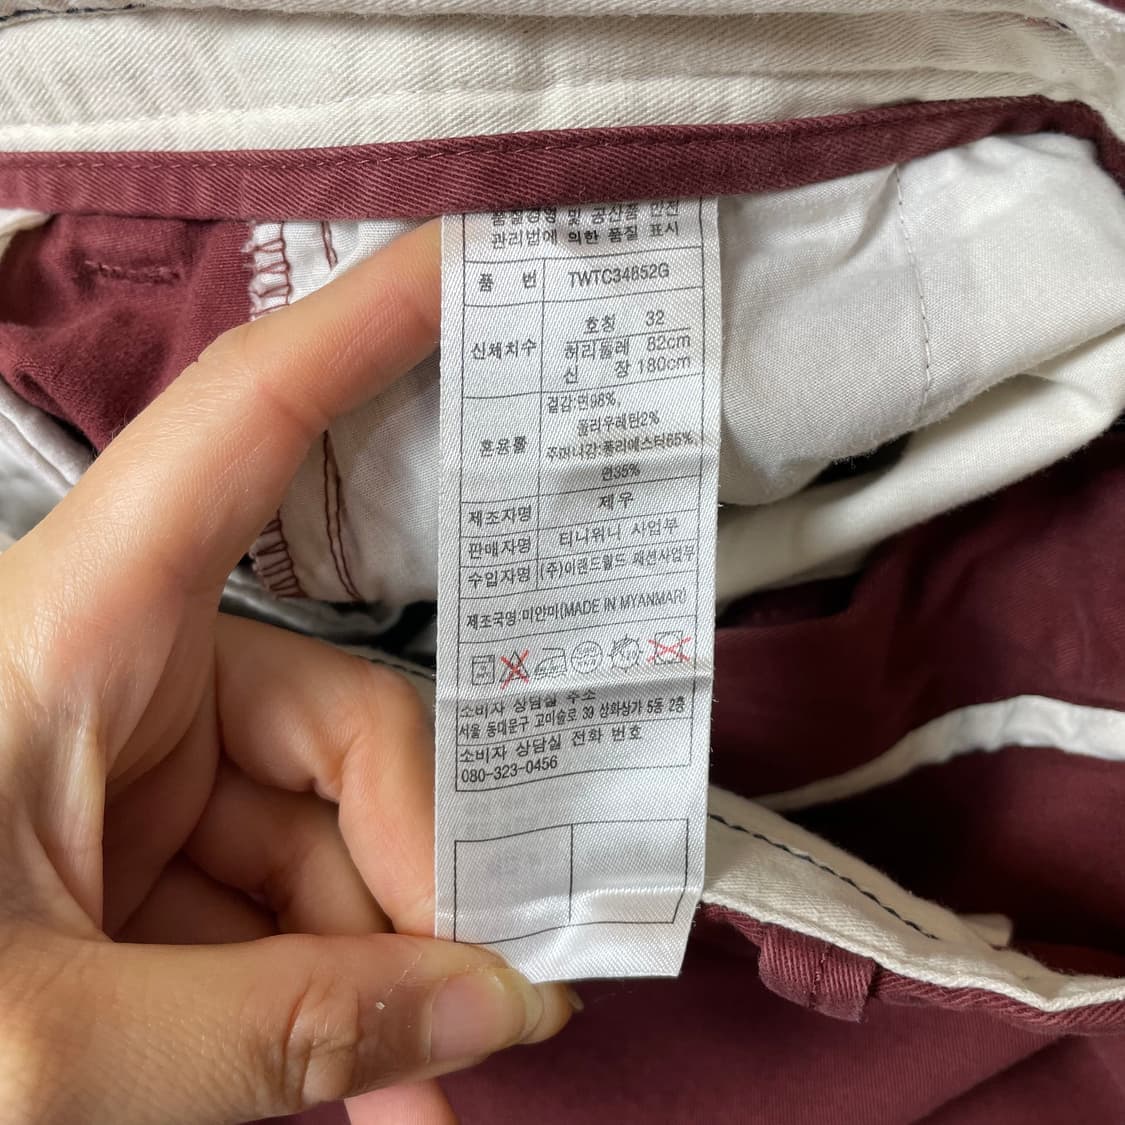 품질경영 및 공산품 안전
관리법에 의한 품질 표시
품 번 TWTC34852G
신체치수
호칭 32
허리둘레 82cm
신 장 180cm
혼용률
겉감:면98%,
폴리우레탄2%
주머니감:폴리에스터65%
면35%
제조자명 제우
판매자명 티니위니 사업부
수입자명 (주)이랜드월드 패션사업부
제조국명:미얀마(MADE IN MYANMAR)
소비자 상담실 주소
서울 동대문구 고미술로 39 상화상가 5동 2층
소비자 상담실 전화 번호
080-323-0456